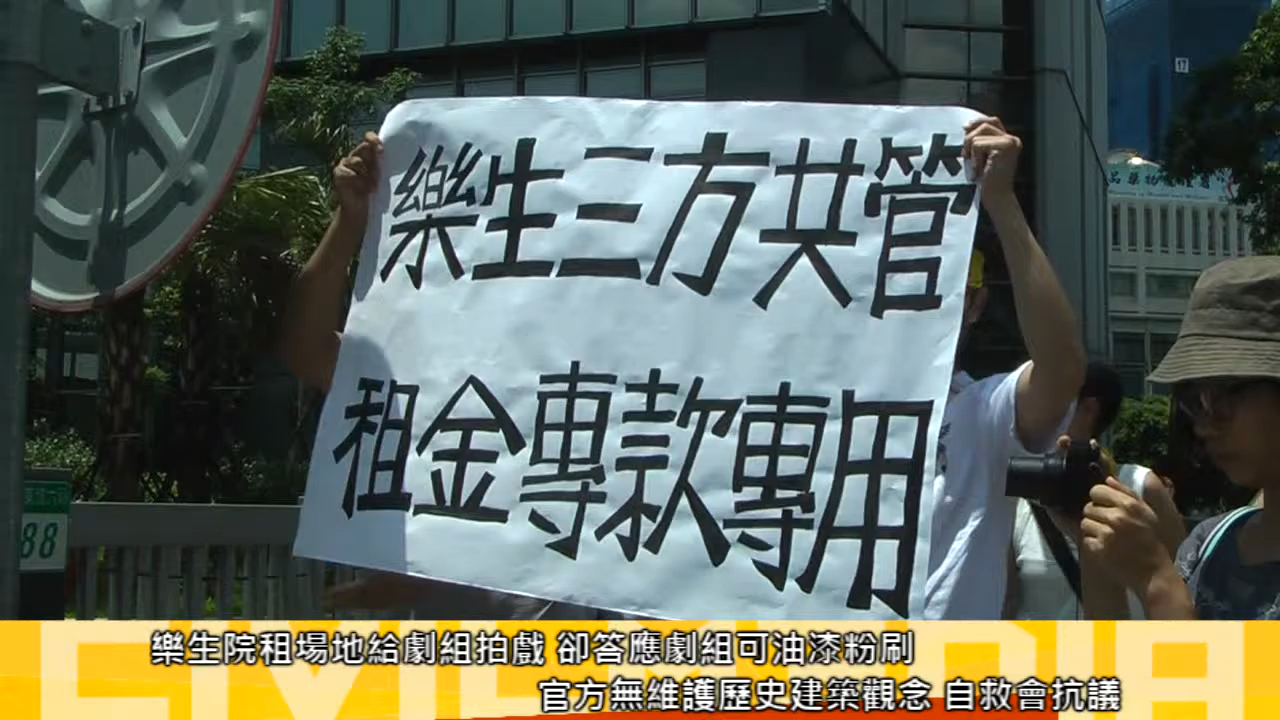 17
樂生三方共管
租金專款專用
88
樂生院租場地給劇組拍戲 卻答應劇組可油漆粉刷
官方無維護歷史建築觀念 自救會抗議